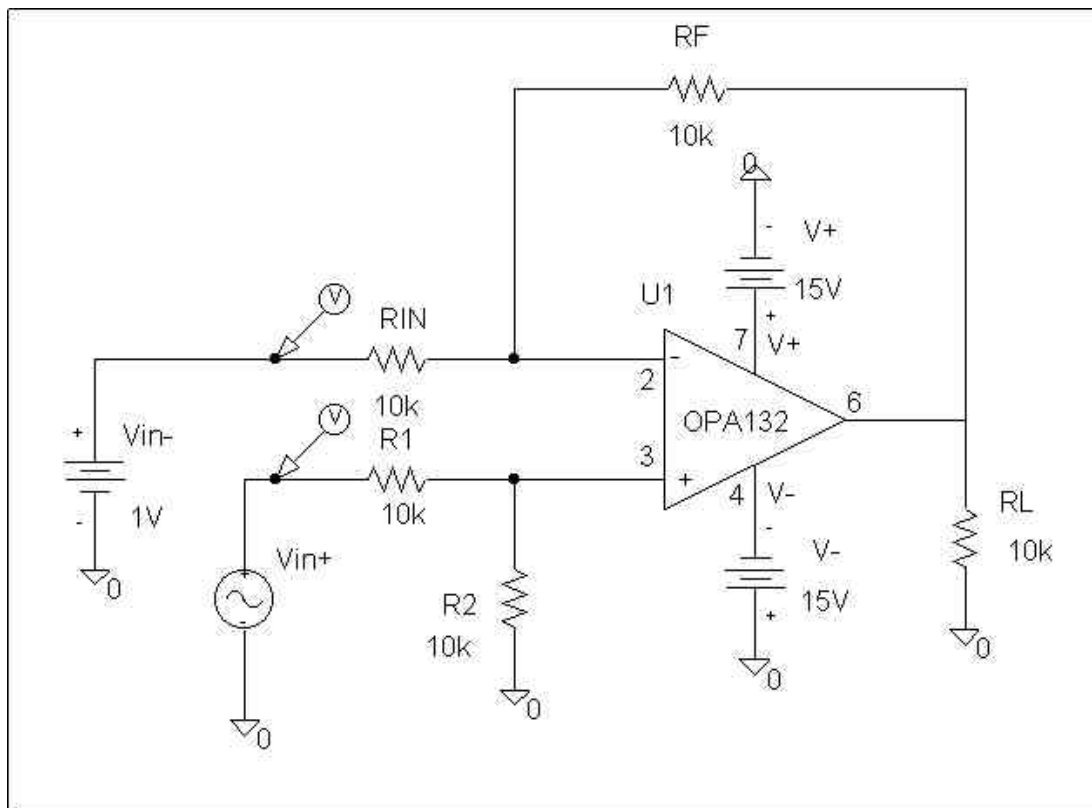 RF
10k
0
-
V+
15V
+
V+
U1
7
V
RIN
10k
-
2
OPA132
6
V
R1
10k
3
+
4
V-
-
V-
15V
+
0
+
Vin-
1V
-
0
Vin+
+
-
0
R2
10k
0
RL
10k
0